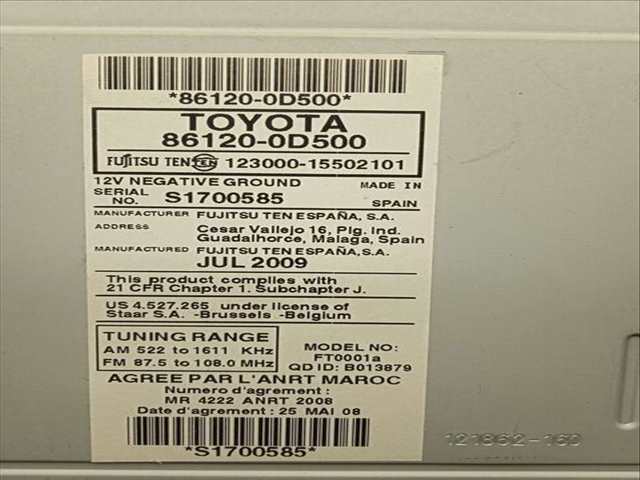 *86120-0D500*
TOYOTA
86120-0D500
FUJITSU TEN TEN 123000-15502101
12V NEGATIVE GROUND MADE IN
SERIAL NO. S1700585 SPAIN
MANUFACTURER FUJITSU TEN ESPAÑA, S.A.
ADDRESS Cesar Vallejo 16, Plg. Ind.
Guadalhorce, Malaga, Spain
MANUFACTURED FUJITSU TEN ESPAÑA, S.A.
JUL 2009
This product complies with
21 CFR Chapter 1. Subchapter J.
US 4.527.265 under license of
Staar S.A. -Brussels -Belgium
TUNING RANGE
AM 522 to 1611 KHz
FM 87.5 to 108.0 MHz
MODEL NO:
FT0001a
QD ID: B013879
AGREE PAR L'ANRT MAROC
Numero d'agrement :
MR 4222 ANRT 2008
Date d'agrement : 25 MAI 08
*S1700585*
121862-160